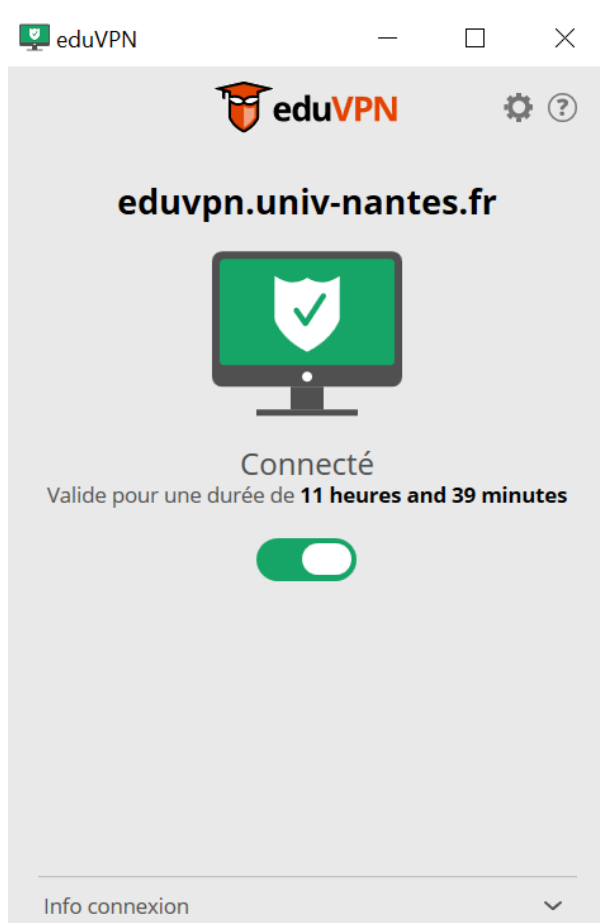 eduVPN
eduVPN
eduvpn.univ-nantes.fr
Connecté
Valide pour une durée de 11 heures and 39 minutes
Info connexion